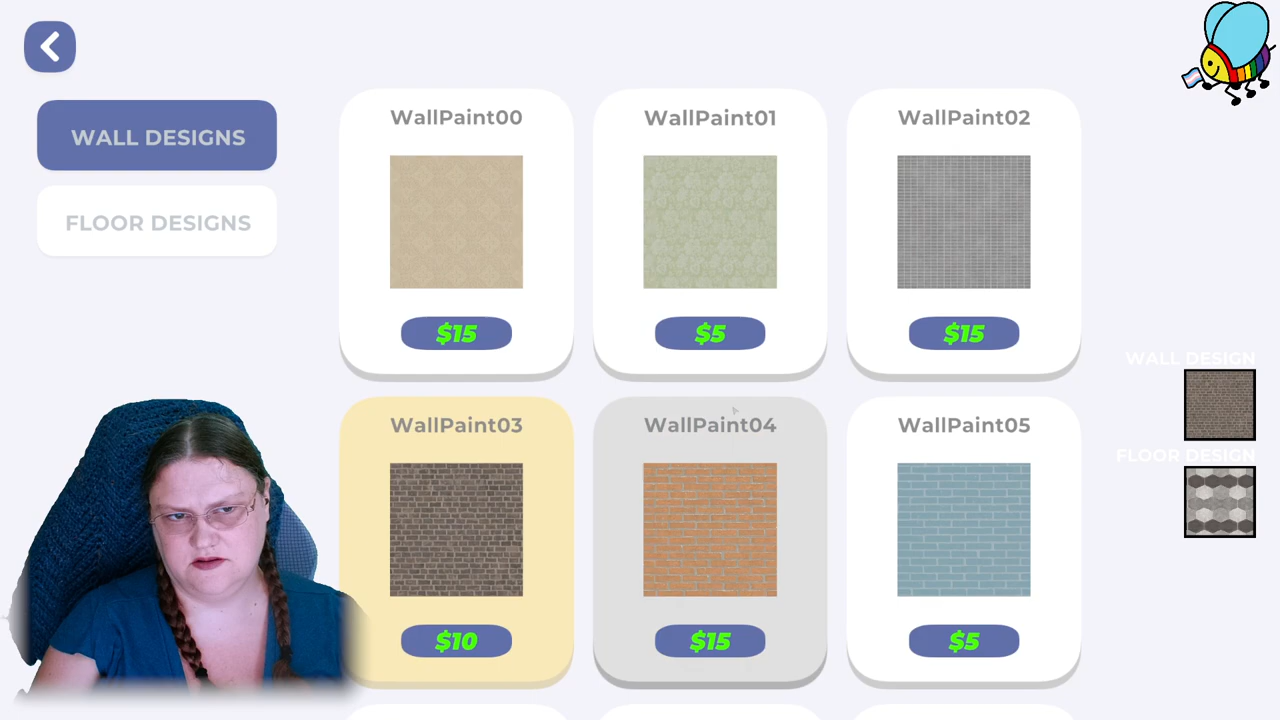 WALL DESIGNS
FLOOR DESIGNS
WallPaint00
WallPaint01
WallPaint02
$15
$5
$15
WallPaint03
WallPaint04
WallPaint05
$10
$15
$5
WALL DESIGN
FLOOR DESIGN